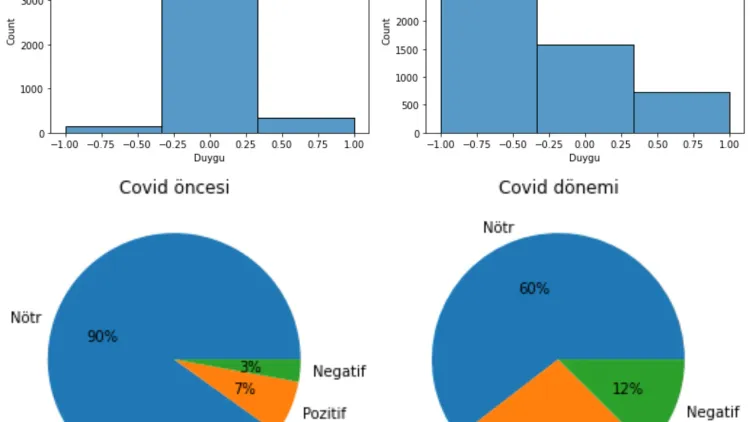 3000
2000
1000
0
Count
−1.00 −0.75 −0.50 −0.25 0.00 0.25 0.50 0.75 1.00
Duygu
2000
1500
1000
500
0
Count
−1.00 −0.75 −0.50 −0.25 0.00 0.25 0.50 0.75 1.00
Duygu
Covid öncesi
Nötr
90%
3%
Negatif
7%
Pozitif
Covid dönemi
Nötr
60%
12%
Negatif